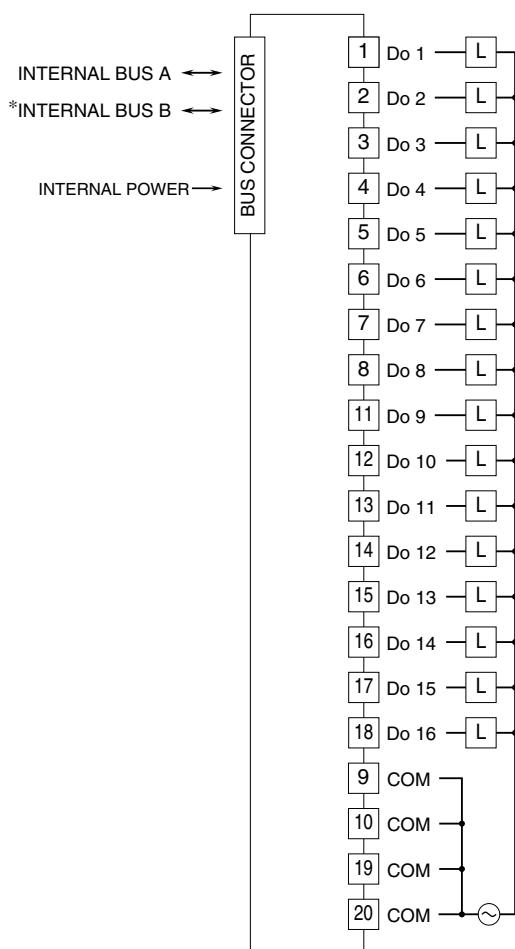 INTERNAL BUS A
*INTERNAL BUS B
INTERNAL POWER
BUS CONNECTOR
1 Do 1 L
2 Do 2 L
3 Do 3 L
4 Do 4 L
5 Do 5 L
6 Do 6 L
7 Do 7 L
8 Do 8 L
11 Do 9 L
12 Do 10 L
13 Do 11 L
14 Do 12 L
15 Do 13 L
16 Do 14 L
17 Do 15 L
18 Do 16 L
9 COM
10 COM
19 COM
20 COM